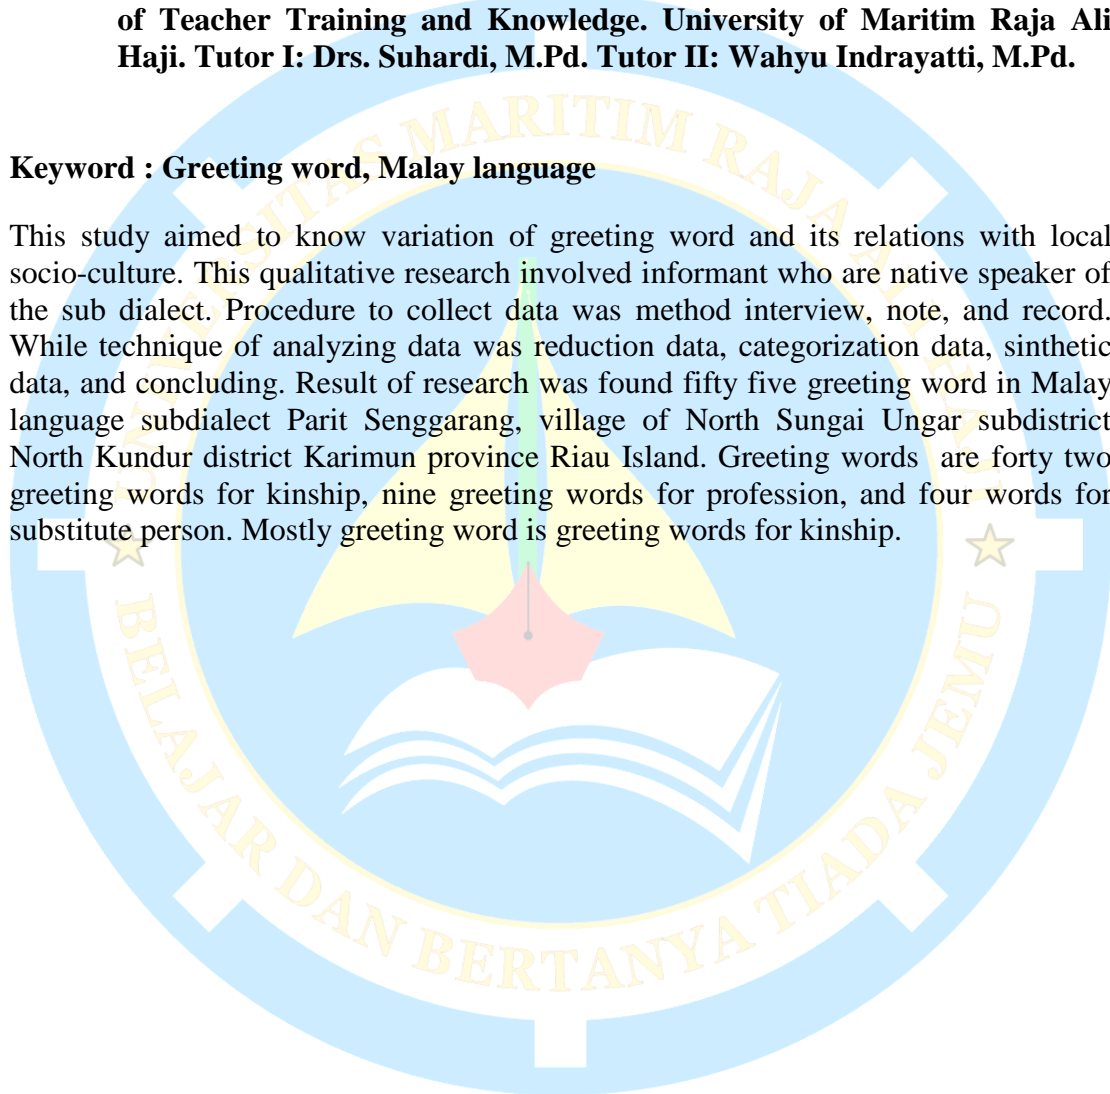 of Teacher Training and Knowledge. University of Maritim Raja Ali
Haji. Tutor I: Drs. Suhardi, M.Pd. Tutor II: Wahyu Indrayatti, M.Pd.
Keyword : Greeting word, Malay language
This study aimed to know variation of greeting word and its relations with local
socio-culture. This qualitative research involved informant who are native speaker of
the sub dialect. Procedure to collect data was method interview, note, and record.
While technique of analyzing data was reduction data, categorization data, sinthetic
data, and concluding. Result of research was found fifty five greeting word in Malay
language subdialect Parit Senggarang, village of North Sungai Ungar subdistrict
North Kundur district Karimun province Riau Island. Greeting words are forty two
greeting words for kinship, nine greeting words for profession, and four words for
substitute person. Mostly greeting word is greeting words for kinship.
UNIVERSITAS MARITIM RAJA ALI HAJI
BELAJAR DAN BERTANYA TIADA JEMU